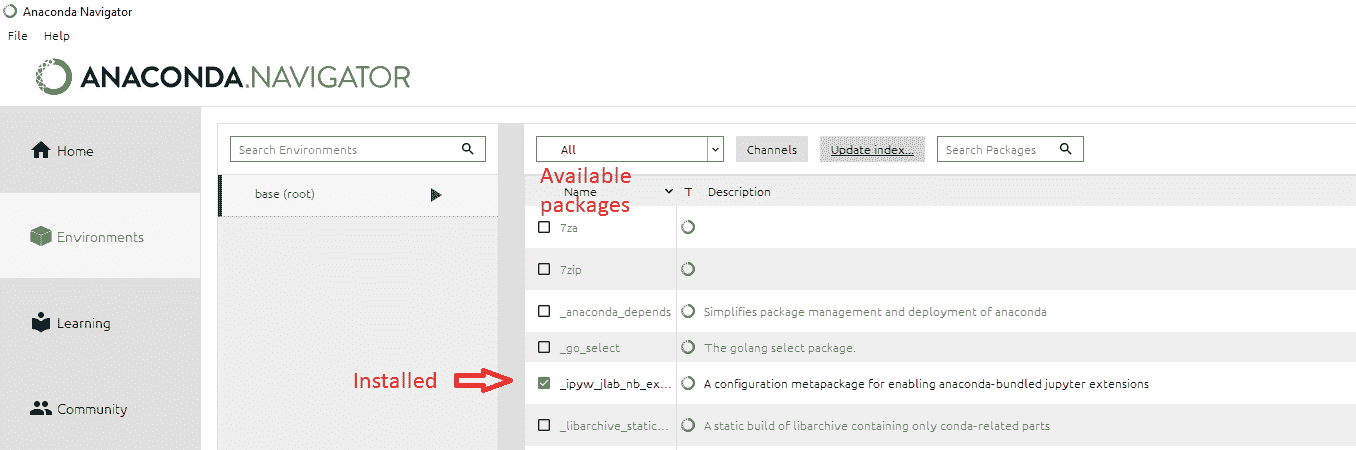 Anaconda Navigator
File Help
ANACONDA.NAVIGATOR
Home
Environments
Learning
Community
Search Environments
base (root)
All Channels Update index... Search Packages
Available
packages
Name T Description
7za
7zip
_anaconda_depends Simplifies package management and deployment of anaconda
_go_select The golang select package.
Installed
_ipyw_jlab_nb_ex... A configuration metapackage for enabling anaconda-bundled jupyter extensions
_libarchive_static... A static build of libarchive containing only conda-related parts